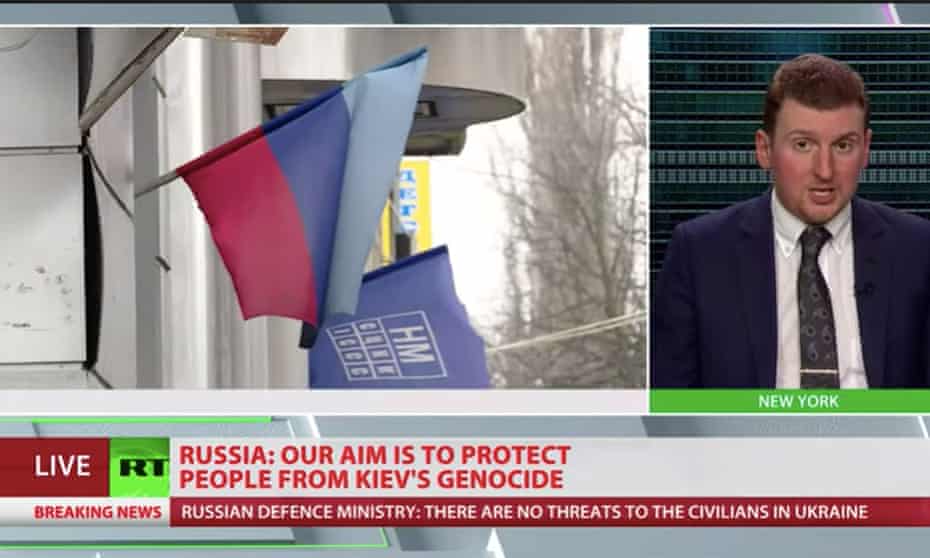 HM
NEW YORK
LIVE RT
RUSSIA: OUR AIM IS TO PROTECT
PEOPLE FROM KIEV'S GENOCIDE
BREAKING NEWS
RUSSIAN DEFENCE MINISTRY: THERE ARE NO THREATS TO THE CIVILIANS IN UKRAINE